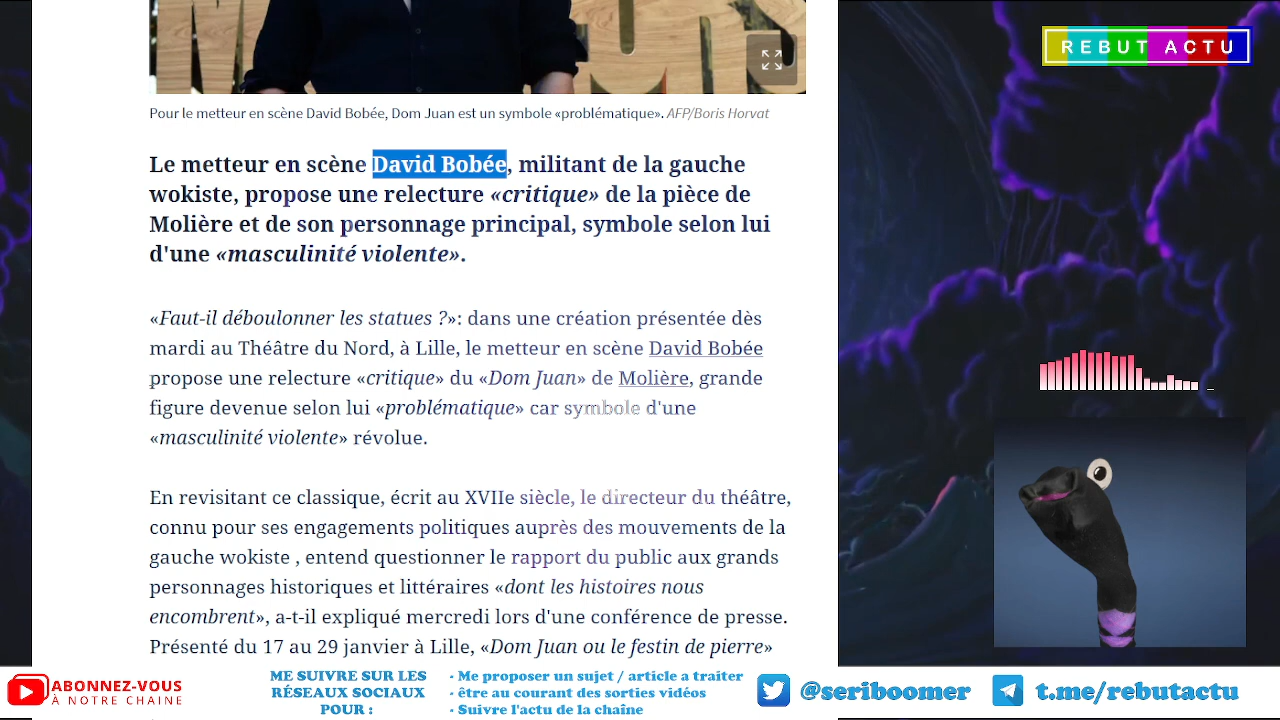 REBUT ACTU
Pour le metteur en scène David Bobée, Dom Juan est un symbole «problématique». AFP/Boris Horvat
Le metteur en scène David Bobée, militant de la gauche
wokiste, propose une relecture «critique» de la pièce de
Molière et de son personnage principal, symbole selon lui
d'une «masculinité violente».
«Faut-il déboulonner les statues ?»: dans une création présentée dès
mardi au Théâtre du Nord, à Lille, le metteur en scène David Bobée
propose une relecture «critique» du «Dom Juan» de Molière, grande
figure devenue selon lui «problématique» car symbole d'une
«masculinité violente» révolue.
En revisitant ce classique, écrit au XVIIe siècle, le directeur du théâtre,
connu pour ses engagements politiques auprès des mouvements de la
gauche wokiste , entend questionner le rapport du public aux grands
personnages historiques et littéraires «dont les histoires nous
encombrent», a-t-il expliqué mercredi lors d'une conférence de presse.
Présenté du 17 au 29 janvier à Lille, «Dom Juan ou le festin de pierre»
ABONNEZ-VOUS
À NOTRE CHAINE
ME SUIVRE SUR LES
RÉSEAUX SOCIAUX
POUR :
- Me proposer un sujet / article a traiter
- être au courant des sorties vidéos
- Suivre l'actu de la chaîne
@seriboomer
t.me/rebutactu